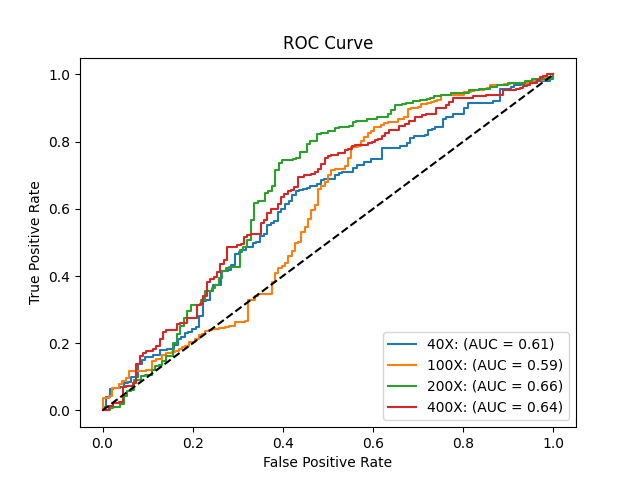 ROC Curve
True Positive Rate
1.0
0.8
0.6
0.4
0.2
0.0
40X: (AUC = 0.61)
100X: (AUC = 0.59)
200X: (AUC = 0.66)
400X: (AUC = 0.64)
0.0 0.2 0.4 0.6 0.8 1.0
False Positive Rate